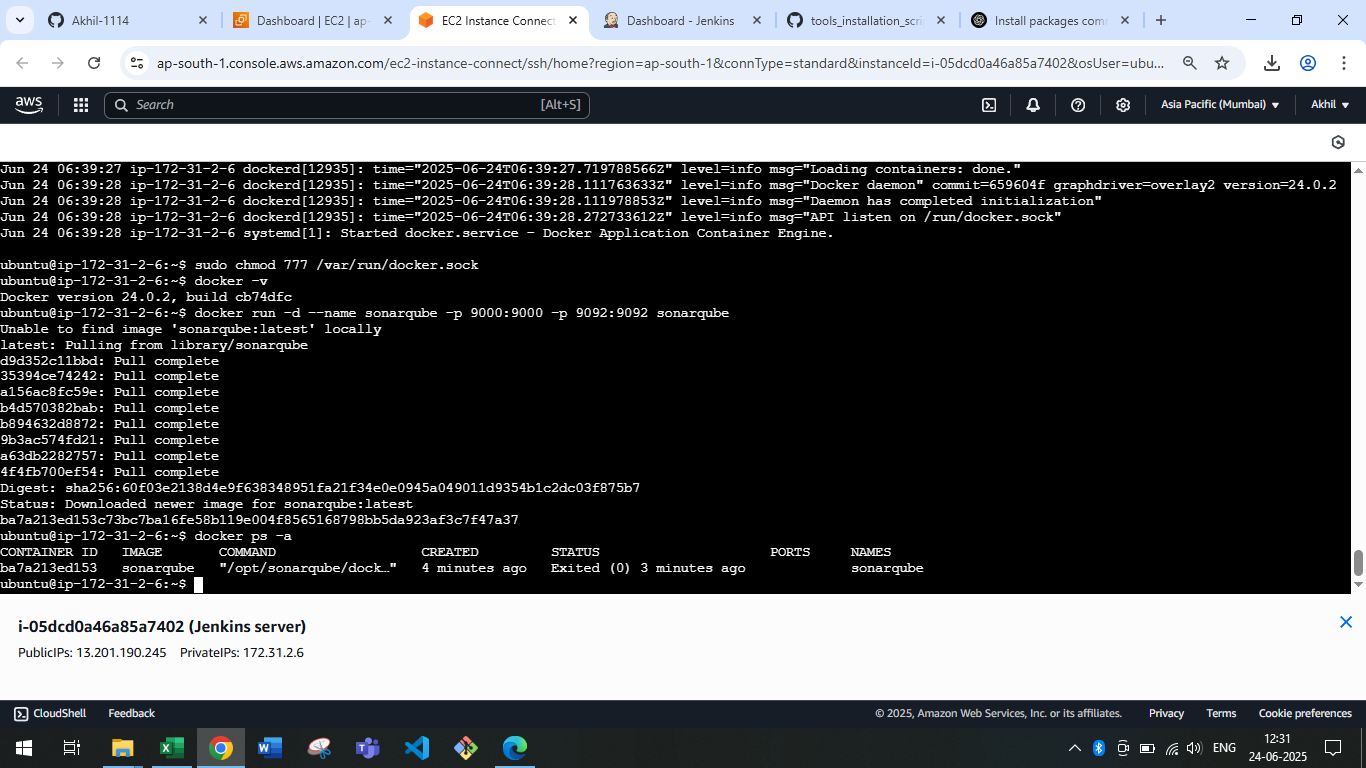 Akhil-1114
Dashboard | EC2 | ap-
EC2 Instance Connect
Dashboard - Jenkins
tools_installation_scri
Install packages com
ap-south-1.console.aws.amazon.com/ec2-instance-connect/ssh/home?region=ap-south-1&connType=standard&instanceId=i-05dcd0a46a85a7402&osUser=ubu...
aws
Search
[Alt+S]
Asia Pacific (Mumbai)
Akhil
Jun 24 06:39:27 ip-172-31-2-6 dockerd[12935]: time="2025-06-24T06:39:27.719788566Z" level=info msg="Loading containers: done."
Jun 24 06:39:28 ip-172-31-2-6 dockerd[12935]: time="2025-06-24T06:39:28.111763633Z" level=info msg="Docker daemon" commit=659604f graphdriver=overlay2 version=24.0.2
Jun 24 06:39:28 ip-172-31-2-6 dockerd[12935]: time="2025-06-24T06:39:28.111978853Z" level=info msg="Daemon has completed initialization"
Jun 24 06:39:28 ip-172-31-2-6 dockerd[12935]: time="2025-06-24T06:39:28.272733612Z" level=info msg="API listen on /run/docker.sock"
Jun 24 06:39:28 ip-172-31-2-6 systemd[1]: Started docker.service - Docker Application Container Engine.
ubuntu@ip-172-31-2-6:~$ sudo chmod 777 /var/run/docker.sock
ubuntu@ip-172-31-2-6:~$ docker -v
Docker version 24.0.2, build cb74dfc
ubuntu@ip-172-31-2-6:~$ docker run -d --name sonarqube -p 9000:9000 -p 9092:9092 sonarqube
Unable to find image 'sonarqube:latest' locally
latest: Pulling from library/sonarqube
d9d352c11bbd: Pull complete
35394ce74242: Pull complete
a156ac8fc59e: Pull complete
b4d570382bab: Pull complete
b894632d8872: Pull complete
9b3ac574fd21: Pull complete
a63db2282757: Pull complete
4f4fb700ef54: Pull complete
Digest: sha256:60f03e2138d4e9f638348951fa21f34e0e0945a049011d9354b1c2dc03f875b7
Status: Downloaded newer image for sonarqube:latest
ba7a213ed153c73bc7ba16fe58b119e004f8565168798bb5da923af3c7f47a37
ubuntu@ip-172-31-2-6:~$ docker ps -a
CONTAINER ID IMAGE COMMAND CREATED STATUS PORTS NAMES
ba7a213ed153 sonarqube "/opt/sonarqube/dock…" 4 minutes ago Exited (0) 3 minutes ago sonarqube
ubuntu@ip-172-31-2-6:~$
i-05dcd0a46a85a7402 (Jenkins server)
PublicIPs: 13.201.190.245 PrivateIPs: 172.31.2.6
CloudShell
Feedback
© 2025, Amazon Web Services, Inc. or its affiliates.
Privacy
Terms
Cookie preferences
ENG
12:31
24-06-2025